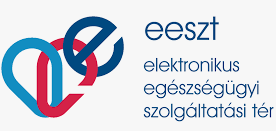 eeszt
elektronikus
egészségügyi
szolgáltatási tér